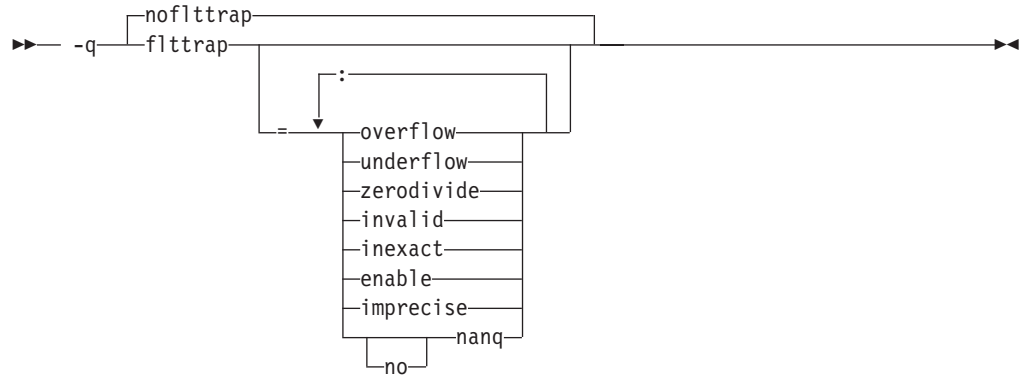 noflttrap
-q flttrap
:
= overflow
underflow
zerodivide
invalid
inexact
enable
imprecise
nanq
no